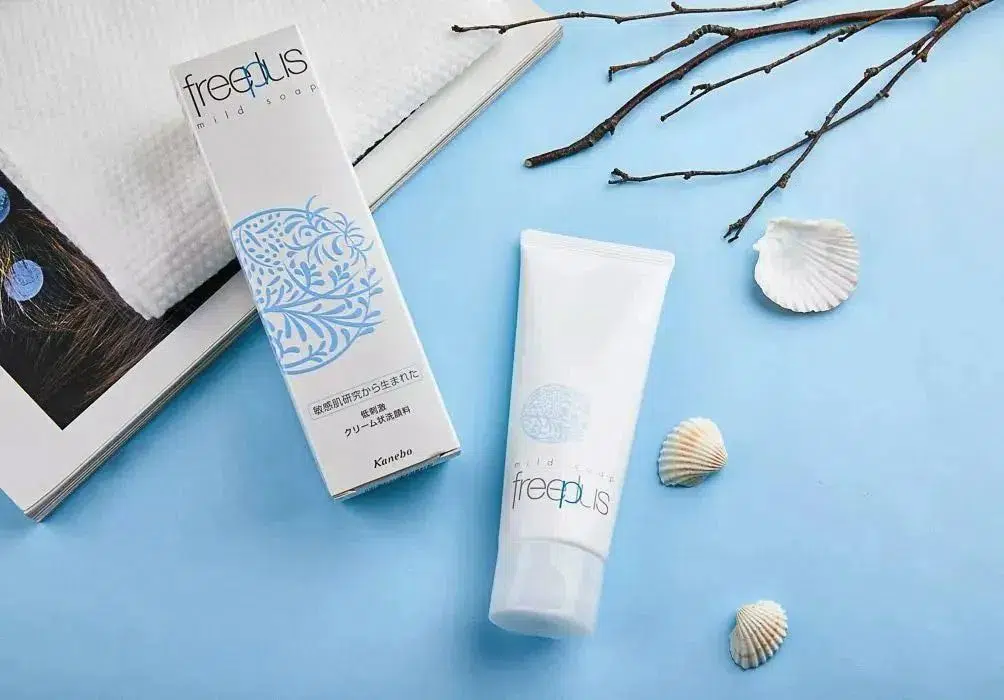 freeplus
mild soap
敏感肌研究から生まれた
低刺激
クリーム状洗顔料
Kanebo
mild soap
freeplus